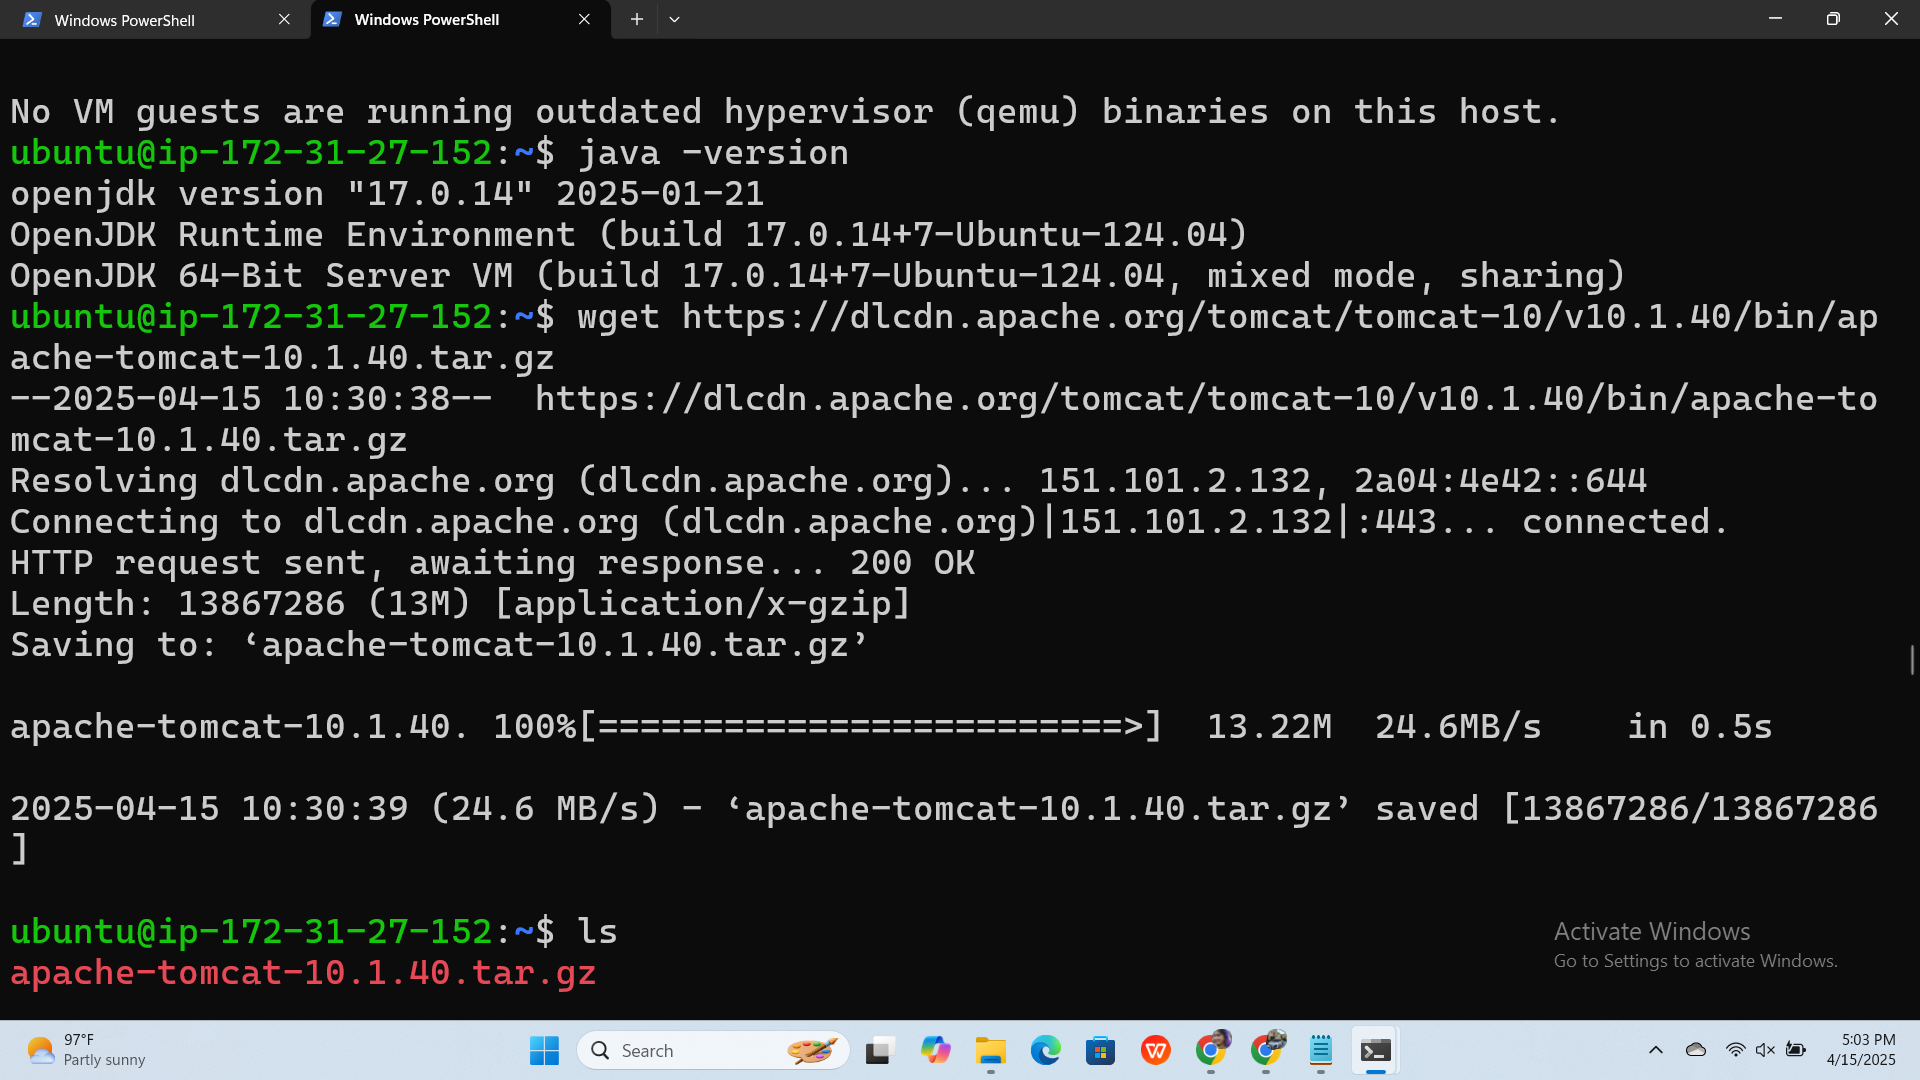 Windows PowerShell
Windows PowerShell
No VM guests are running outdated hypervisor (qemu) binaries on this host.
ubuntu@ip-172-31-27-152:~$ java -version
openjdk version "17.0.14" 2025-01-21
OpenJDK Runtime Environment (build 17.0.14+7-Ubuntu-124.04)
OpenJDK 64-Bit Server VM (build 17.0.14+7-Ubuntu-124.04, mixed mode, sharing)
ubuntu@ip-172-31-27-152:~$ wget https://dlcdn.apache.org/tomcat/tomcat-10/v10.1.40/bin/ap
ache-tomcat-10.1.40.tar.gz
--2025-04-15 10:30:38--  https://dlcdn.apache.org/tomcat/tomcat-10/v10.1.40/bin/apache-to
mcat-10.1.40.tar.gz
Resolving dlcdn.apache.org (dlcdn.apache.org)... 151.101.2.132, 2a04:4e42::644
Connecting to dlcdn.apache.org (dlcdn.apache.org)|151.101.2.132|:443... connected.
HTTP request sent, awaiting response... 200 OK
Length: 13867286 (13M) [application/x-gzip]
Saving to: ‘apache-tomcat-10.1.40.tar.gz’
apache-tomcat-10.1.40. 100%[=========================>]  13.22M  24.6MB/s    in 0.5s
2025-04-15 10:30:39 (24.6 MB/s) - ‘apache-tomcat-10.1.40.tar.gz’ saved [13867286/13867286
]
ubuntu@ip-172-31-27-152:~$ ls
apache-tomcat-10.1.40.tar.gz
Activate Windows
Go to Settings to activate Windows.
97°F
Partly sunny
Search
5:03 PM
4/15/2025